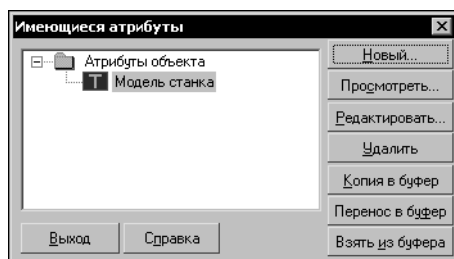 Имеющиеся атрибуты
Атрибуты объекта
T Модель станка
Новый...
Просмотреть...
Редактировать...
Удалить
Копия в буфер
Перенос в буфер
Взять из буфера
Выход
Справка